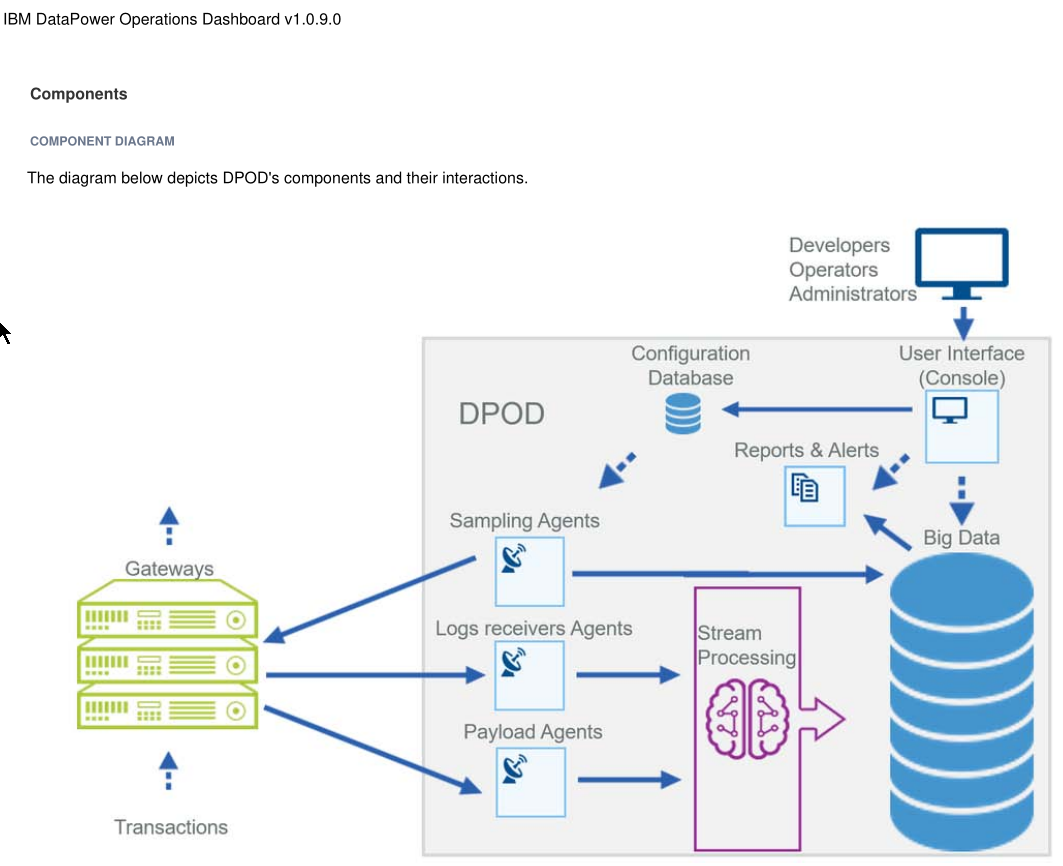 IBM DataPower Operations Dashboard v1.0.9.0
Components
COMPONENT DIAGRAM
The diagram below depicts DPOD's components and their interactions.
Developers
Operators
Administrators
Configuration
Database
User Interface
(Console)
DPOD
Reports & Alerts
Sampling Agents
Big Data
Gateways
Logs receivers Agents
Stream
Processing
Payload Agents
Transactions